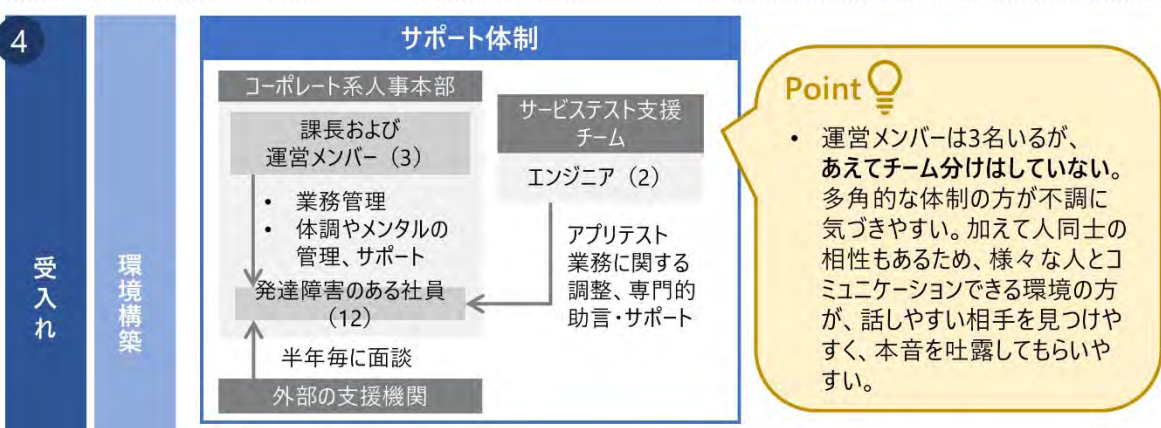 4
受入れ
環境構築
サポート体制
コーポレート系人事本部
課長および
運営メンバー（3）
• 業務管理
• 体調やメンタルの
管理、サポート
発達障害のある社員
（12）
半年毎に面談
外部の支援機関
サービステスト支援
チーム
エンジニア（2）
アプリテスト
業務に関する
調整、専門的
助言・サポート
Point
• 運営メンバーは3名いるが、
あえてチーム分けはしていない。
多角的な体制の方が不調に
気づきやすい。加えて人同士の
相性もあるため、様々な人とコ
ミュニケーションできる環境の方
が、話しやすい相手を見つけや
すく、本音を吐露してもらいや
すい。